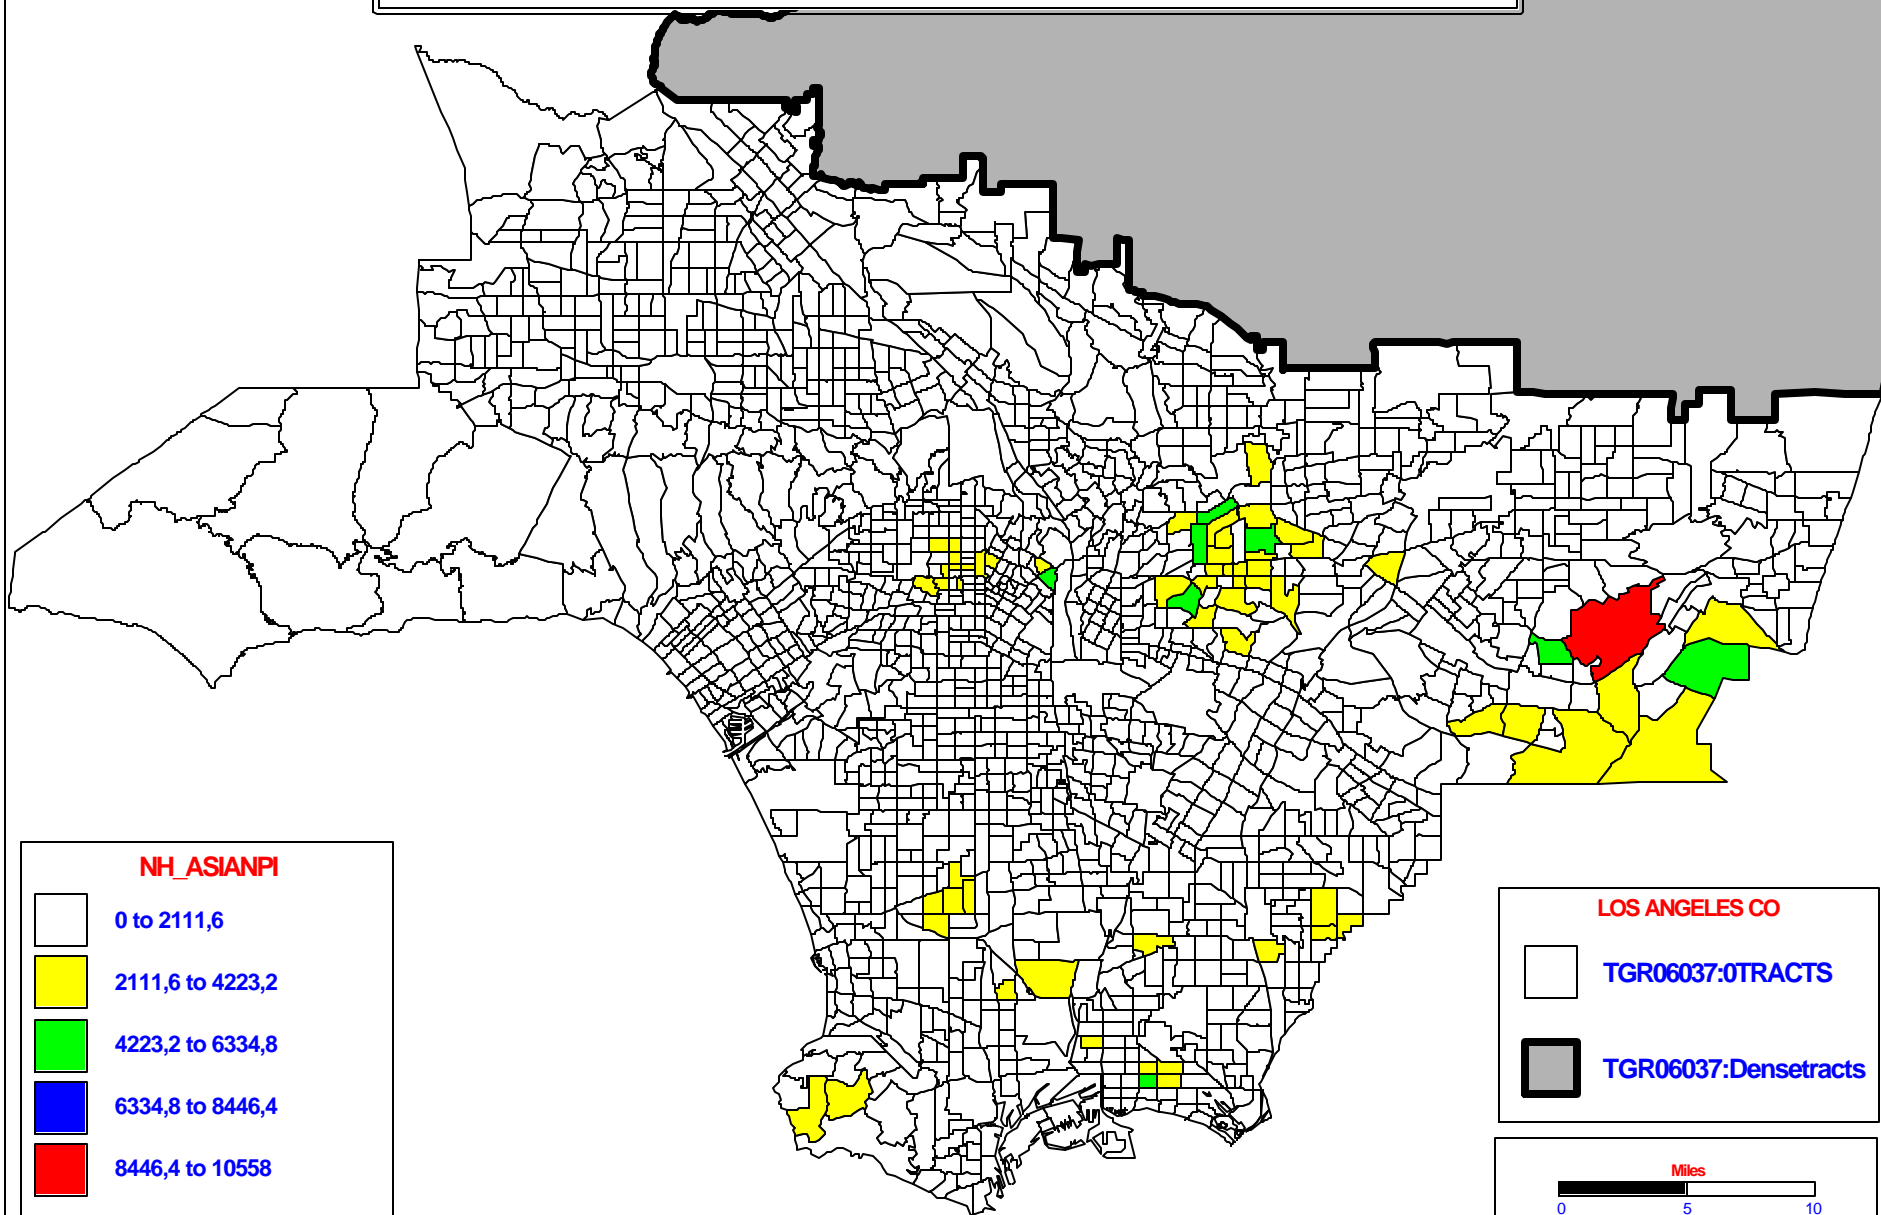 NH_ASIANPI
0 to 2111,6
2111,6 to 4223,2
4223,2 to 6334,8
6334,8 to 8446,4
8446,4 to 10558
LOS ANGELES CO
TGR06037:0TRACTS
TGR06037:Densetracts
Miles
0 5 10